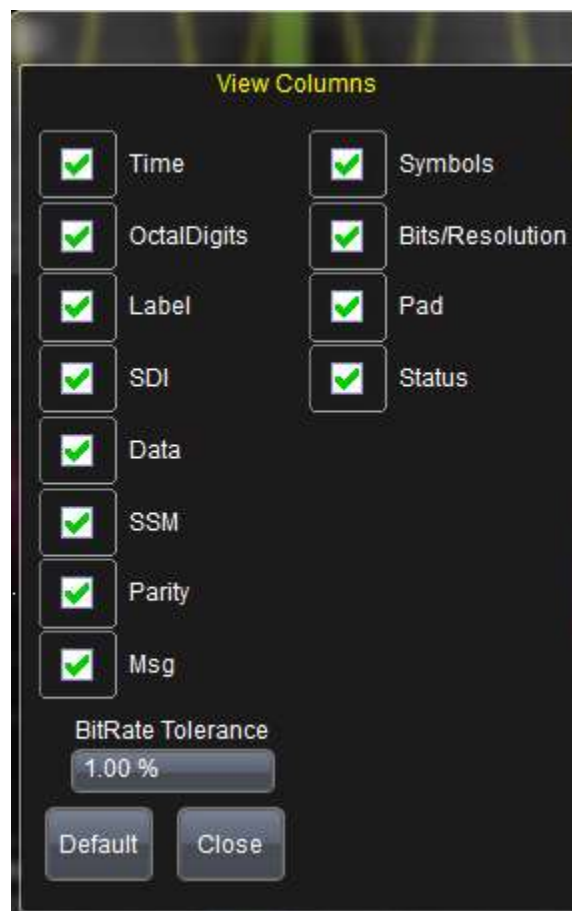 View Columns
Time
OctalDigits
Label
SDI
Data
SSM
Parity
Msg
Symbols
Bits/Resolution
Pad
Status
BitRate Tolerance
1.00 %
Default
Close